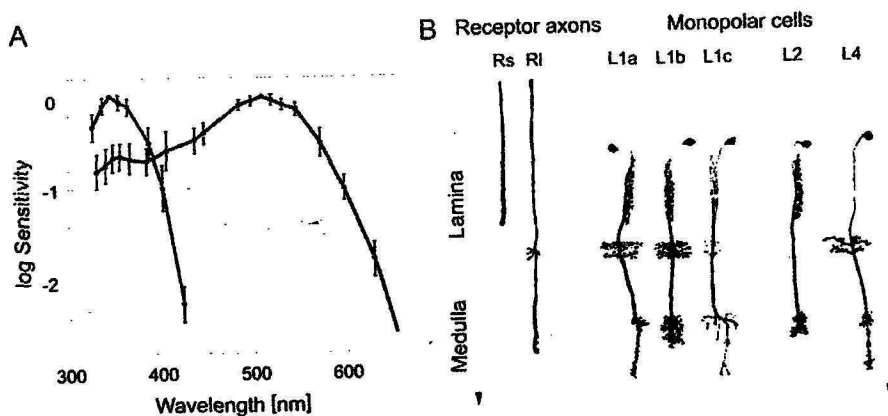 A
log Sensitivity
0
-1
-2
300 400 500 600
Wavelength [nm]
B
Receptor axons Monopolar cells
Rs Rl L1a L1b L1c L2 L4
Lamina
Medulla